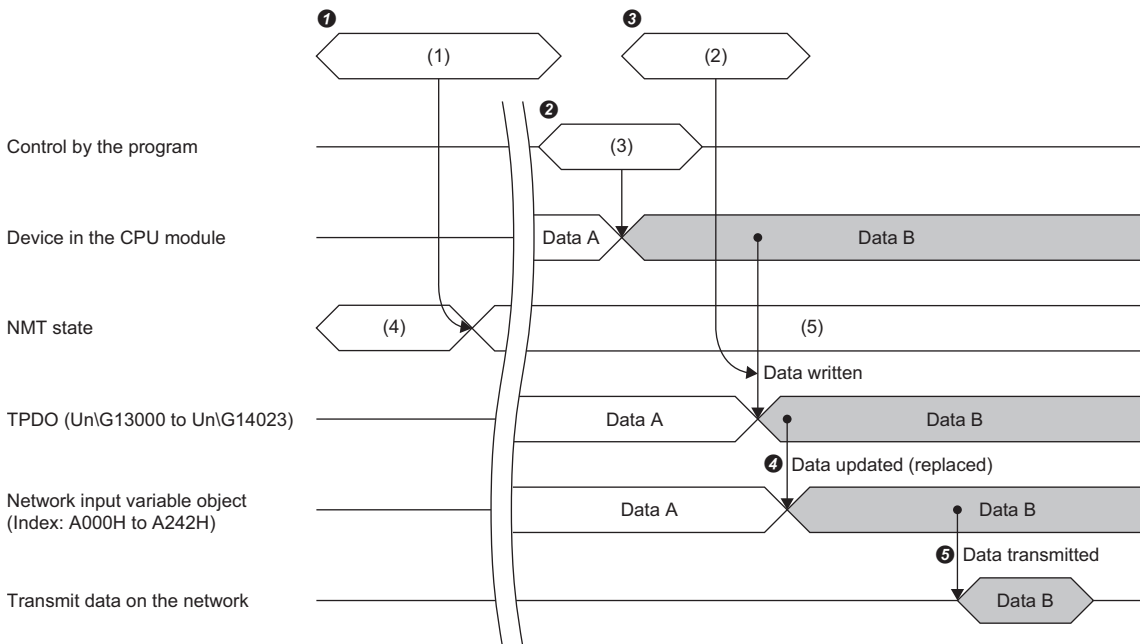 ❶ ❸
(1) (2)
❷
Control by the program (3)
Device in the CPU module Data A Data B
NMT state (4) (5)
Data written
TPDO (Un\G13000 to Un\G14023) Data A Data B
❹ Data updated (replaced)
Network input variable object
(Index: A000H to A242H)
Data A Data B
❺ Data transmitted
Transmit data on the network Data B